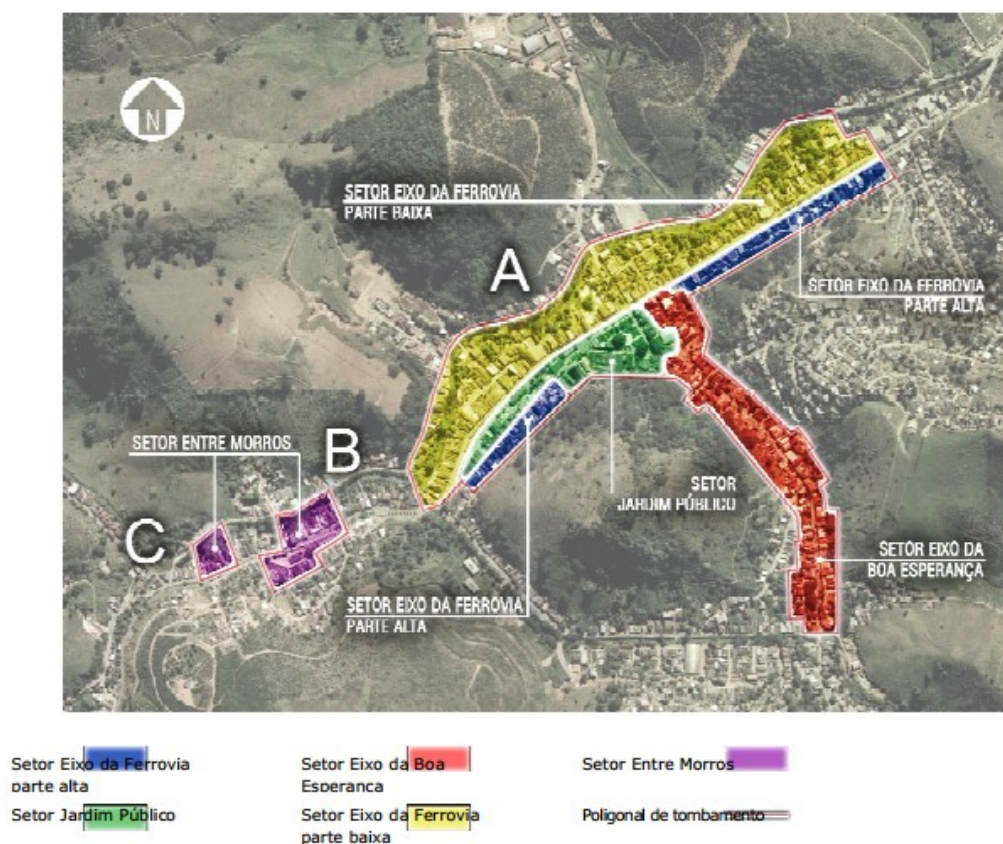 N
SETOR EIXO DA FERROVIA
PARTE BAIXA
A
SETOR EIXO DA FERROVIA
PARTE ALTA
SETOR ENTRE MORROS
B
SETOR
JARDIM PÚBLICO
C
SETOR EIXO DA
BOA ESPERANÇA
SETOR EIXO DA FERROVIA
PARTE ALTA
Setor Eixo da Ferrovia
parte alta
Setor Eixo da Boa
Esperanca
Setor Entre Morros
Setor Jardim Público
Setor Eixo da Ferrovia
parte baixa
Poligonal de tombamento